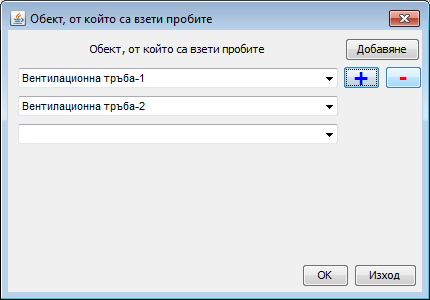 Обект, от който са взети пробите
Обект, от който са взети пробите
Добавяне
Вентилационна тръба-1
+ -
Вентилационна тръба-2
OK Изход